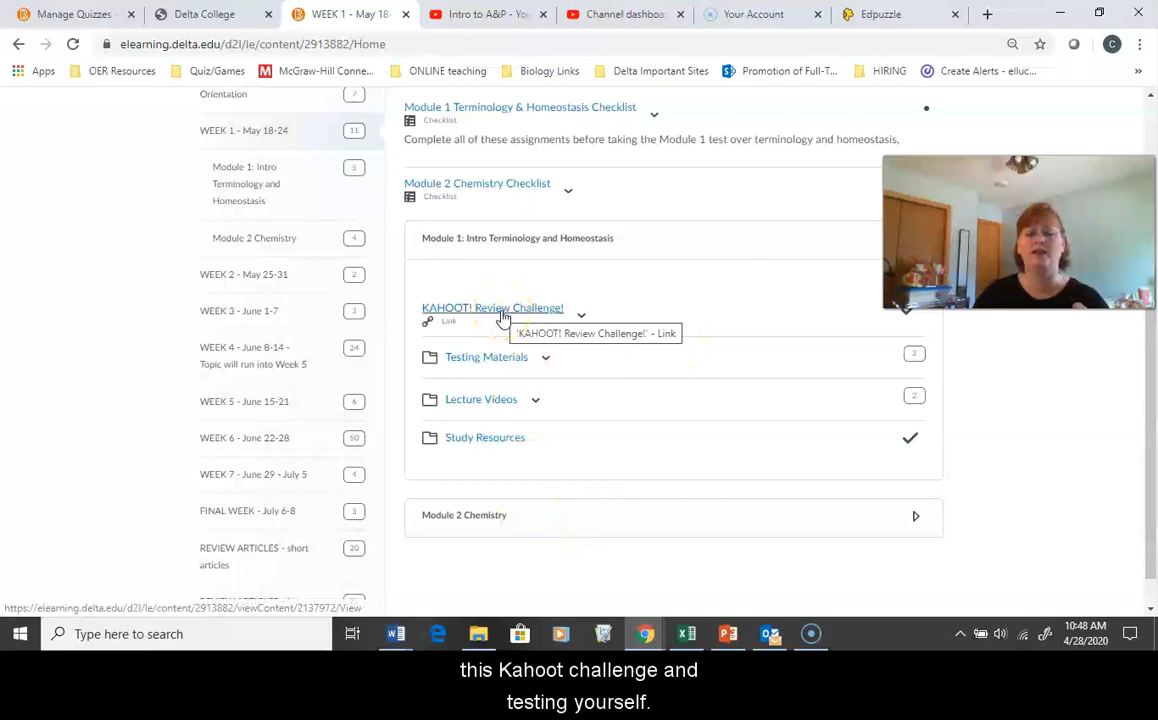 Manage Quizzes -
Delta College
WEEK 1 - May 18-
Intro to A&P - Yo
Channel dashboa
Your Account
Edpuzzle
elearning.delta.edu/d2l/le/content/2913882/Home
C
Apps
OER Resources
Quiz/Games
McGraw-Hill Conne...
ONLINE teaching
Biology Links
Delta Important Sites
Promotion of Full-T...
HIRING
Create Alerts - elluc...
»
Orientation
7
WEEK 1 - May 18-24
11
Module 1: Intro
Terminology and
Homeostasis
5
Module 2 Chemistry
4
WEEK 2 - May 25-31
2
WEEK 3 - June 1-7
3
WEEK 4 - June 8-14 -
Topic will run into Week 5
24
WEEK 5 - June 15-21
6
WEEK 6 - June 22-28
50
WEEK 7 - June 29 - July 5
4
FINAL WEEK - July 6-8
3
REVIEW ARTICLES - short
articles
20
Module 1 Terminology & Homeostasis Checklist
Checklist
Complete all of these assignments before taking the Module 1 test over terminology and homeostasis,
Module 2 Chemistry Checklist
Checklist
Module 1: Intro Terminology and Homeostasis
KAHOOT! Review Challenge!
Link
'KAHOOT! Review Challenge!' - Link
Testing Materials
3
Lecture Videos
2
Study Resources
Module 2 Chemistry
https://elearning.delta.edu/d2l/le/content/2913882/viewContent/2137972/View
Type here to search
10:48 AM
4/28/2020
this Kahoot challenge and
testing yourself.